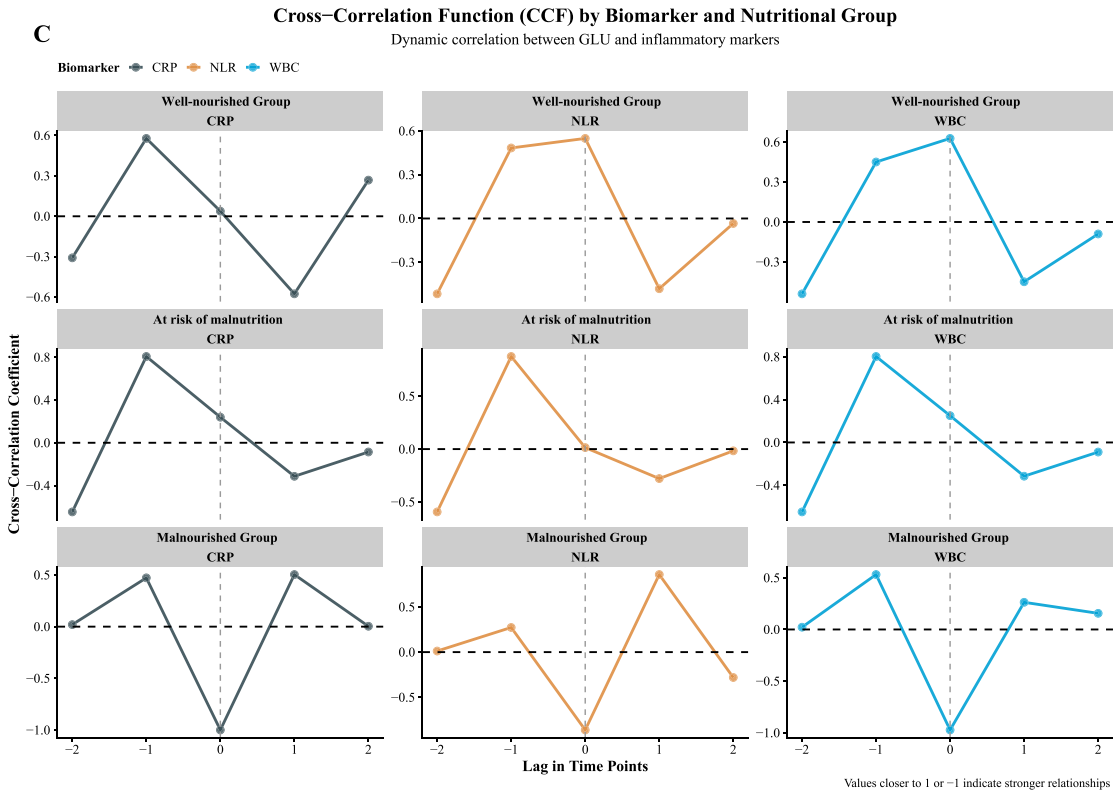 Cross−Correlation Function (CCF) by Biomarker and Nutritional Group
C
Dynamic correlation between GLU and inflammatory markers
Biomarker CRP NLR WBC
Well-nourished Group
CRP
0.6
0.3
0.0
−0.3
−0.6
Well-nourished Group
NLR
0.6
0.3
0.0
−0.3
Well-nourished Group
WBC
0.6
0.3
0.0
−0.3
Cross−Correlation Coefficient
At risk of malnutrition
CRP
0.8
0.4
0.0
−0.4
At risk of malnutrition
NLR
0.5
0.0
−0.5
At risk of malnutrition
WBC
0.8
0.4
0.0
−0.4
Malnourished Group
CRP
0.5
0.0
−0.5
−1.0
−2 −1 0 1 2
Malnourished Group
NLR
0.5
0.0
−0.5
−2 −1 0 1 2
Malnourished Group
WBC
0.5
0.0
−0.5
−1.0
−2 −1 0 1 2
Lag in Time Points
Values closer to 1 or −1 indicate stronger relationships